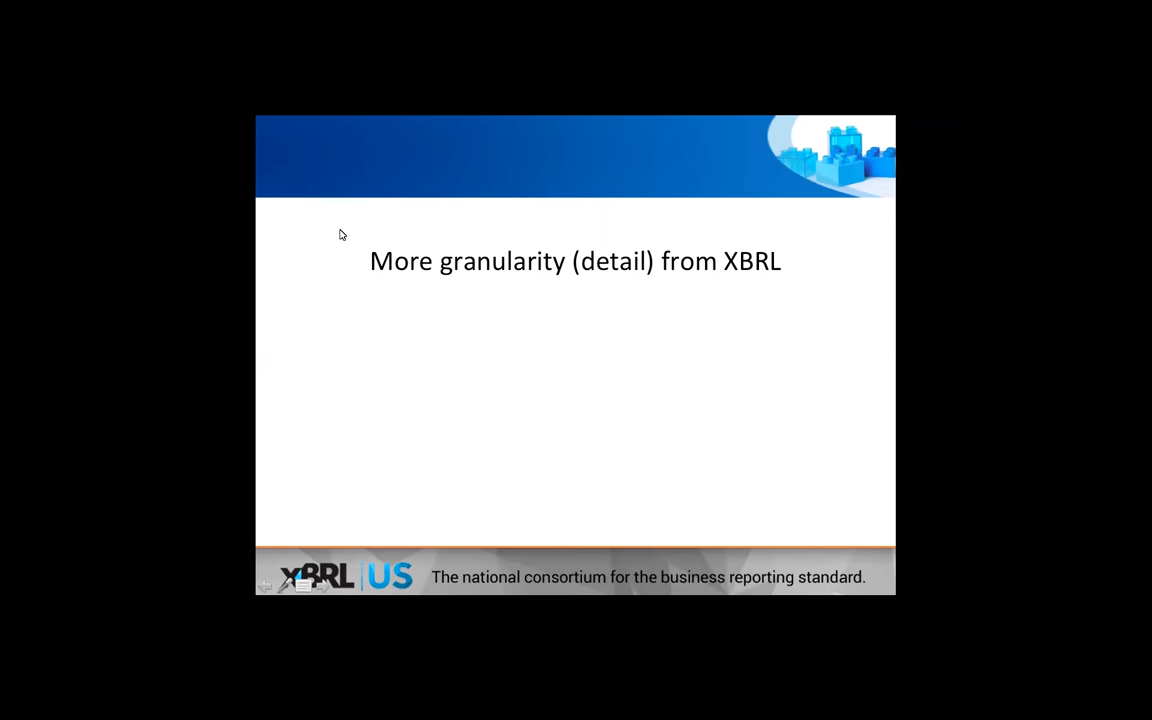 More granularity (detail) from XBRL
XBRL US The national consortium for the business reporting standard.